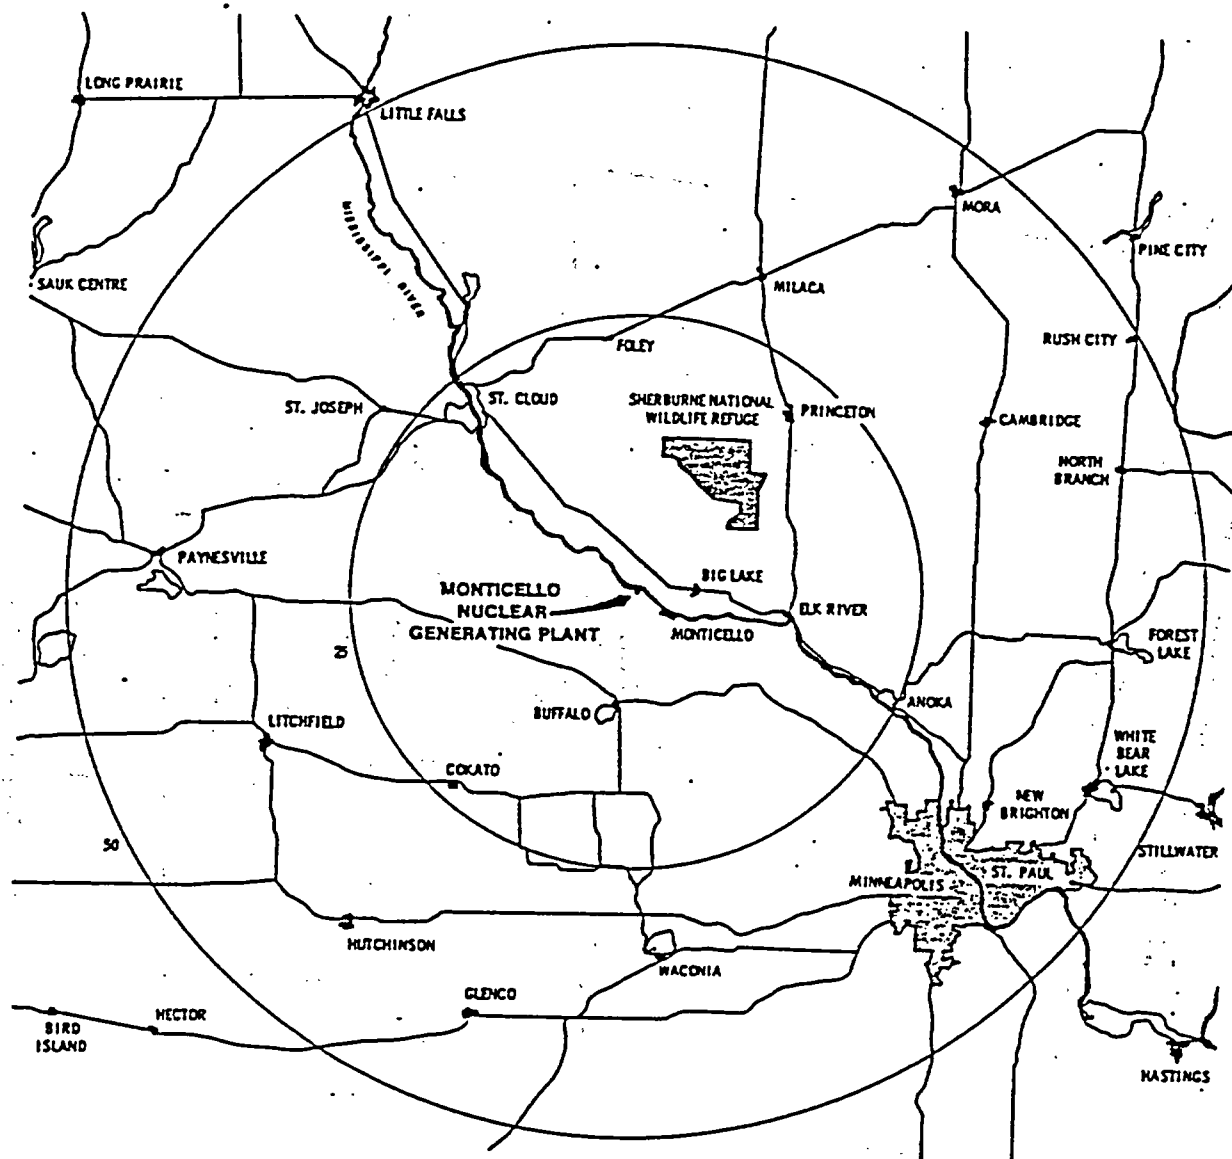 LONG PRAIRIE
LITTLE FALLS
MISSISSIPPI RIVER
MORA
PINE CITY
SAUK CENTRE
MILACA
RUSH CITY
FOLEY
ST. JOSEPH
ST. CLOUD
SHERBURNE NATIONAL
WILDLIFE REFUGE
PRINCETON
CAMBRIDGE
NORTH
BRANCH
PAYNESVILLE
BIG LAKE
MONTICELLO
NUCLEAR
GENERATING PLANT
ELK RIVER
MONTICELLO
FOREST
LAKE
25
ANOKA
BUFFALO
LITCHFIELD
WHITE
BEAR
LAKE
COKATO
NEW
BRIGHTON
50
STILLWATER
ST. PAUL
MINNEAPOLIS
HUTCHINSON
WACONIA
GLENCO
HECTOR
BIRD
ISLAND
HASTINGS